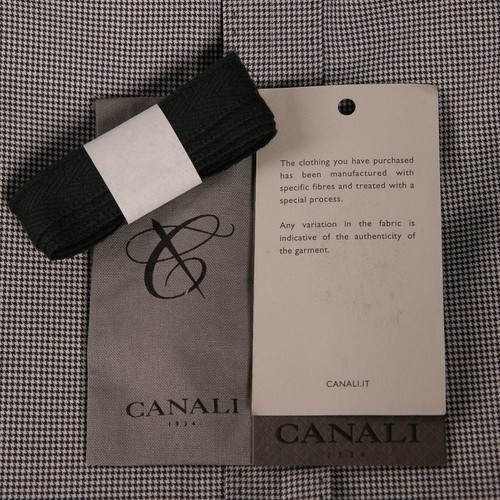 The clothing you have purchased
has been manufactured with
specific fibres and treated with a
special process.
Any variation in the fabric is
indicative of the authenticity of
the garment.
CANALI.IT
CANALI
1934
CANALI
1934